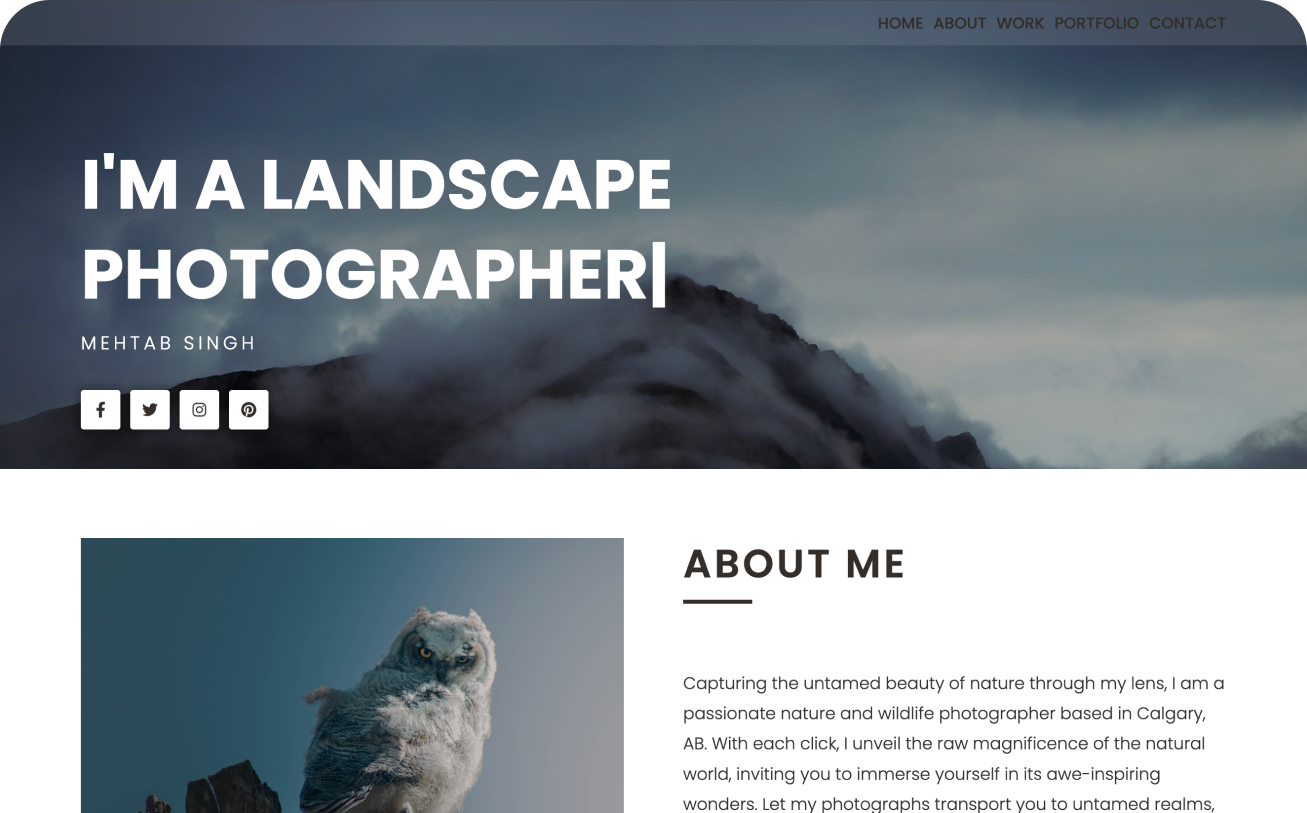 HOME ABOUT WORK PORTFOLIO CONTACT
I'M A LANDSCAPE
PHOTOGRAPHER|
MEHTAB SINGH
ABOUT ME
Capturing the untamed beauty of nature through my lens, I am a
passionate nature and wildlife photographer based in Calgary,
AB. With each click, I unveil the raw magnificence of the natural
world, inviting you to immerse yourself in its awe-inspiring
wonders. Let my photographs transport you to untamed realms,